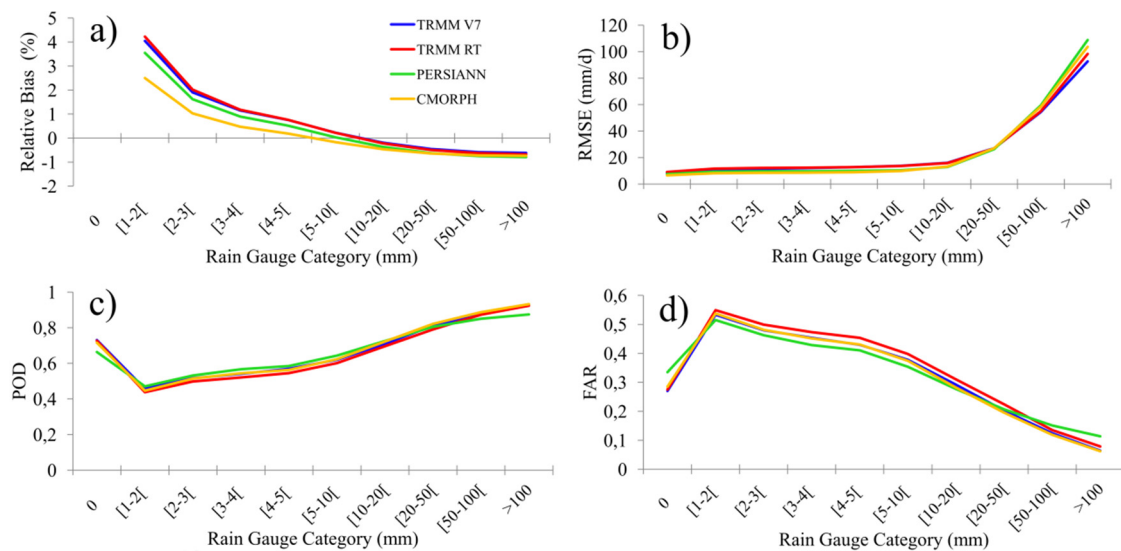 a)
Relative Bias (%)
5
4
3
2
1
0
-1
-2
TRMM V7
TRMM RT
PERSIANN
CMORPH
0 [1-2[ [2-3[ [3-4[ [4-5[ [5-10[ [10-20[ [20-50[ [50-100[ >100
Rain Gauge Category (mm)
b)
RMSE (mm/d)
120
100
80
60
40
20
0
0 [1-2[ [2-3[ [3-4[ [4-5[ [5-10[ [10-20[ [20-50[ [50-100[ >100
Rain Gauge Category (mm)
c)
POD
1
0,8
0,6
0,4
0,2
0
0 [1-2[ [2-3[ [3-4[ [4-5[ [5-10[ [10-20[ [20-50[ [50-100[ >100
Rain Gauge Category (mm)
d)
FAR
0,6
0,5
0,4
0,3
0,2
0,1
0
0 [1-2[ [2-3[ [3-4[ [4-5[ [5-10[ [10-20[ [20-50[ [50-100[ >100
Rain Gauge Category (mm)